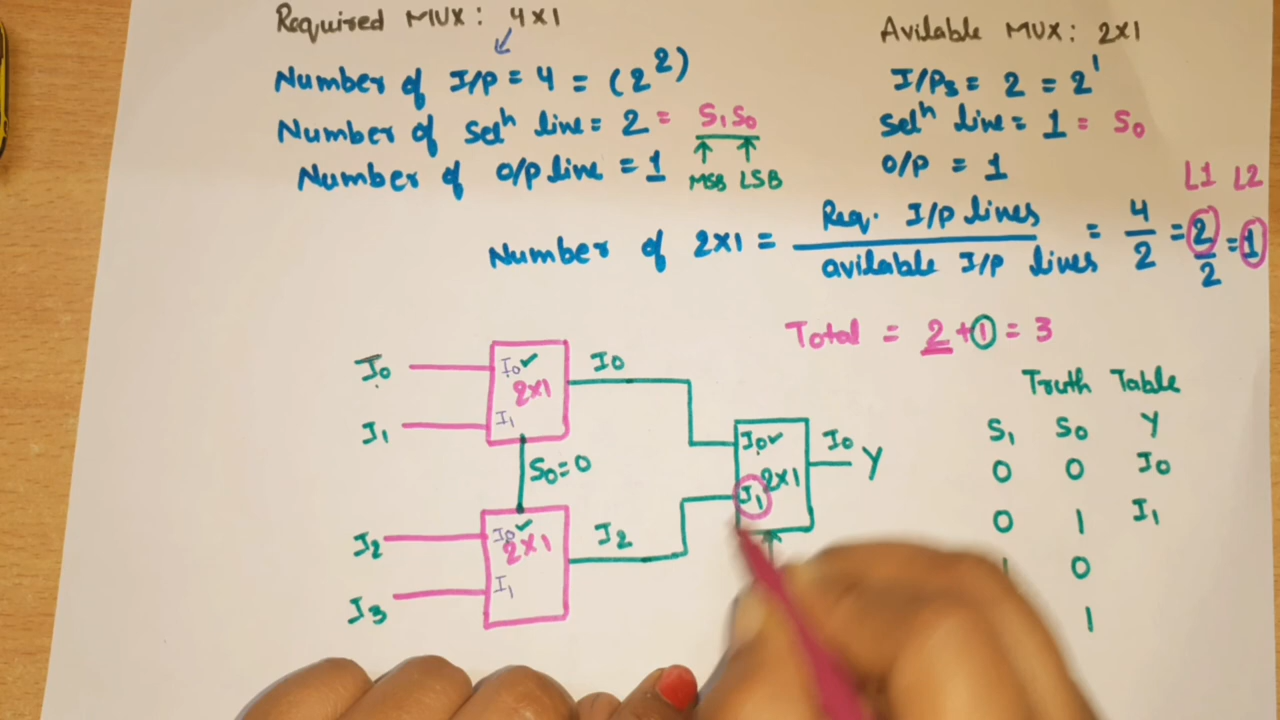 Required MUX: 4x1
Number of I/P = 4 = (2²)
Number of selⁿ line = 2 = S₁S₀
MSB LSB
Number of O/P line = 1
Avilable MUX: 2x1
I/Ps = 2 = 2¹
selⁿ line = 1 = S₀
O/P = 1
L1 L2
Number of 2x1 = Req. I/P lines / avilable I/P lines = 4/2 = 2/2 = 1
Total = 2+1 = 3
I₀ I₀✓ I₀
2x1
I₁ I₁
S₀=0
I₂ I₀✓ I₂
2x1
I₃ I₁
I₀✓ I₀ Y
2x1
I₁
Truth Table
S₁ S₀ Y
0 0 I₀
0 1 I₁
0
1